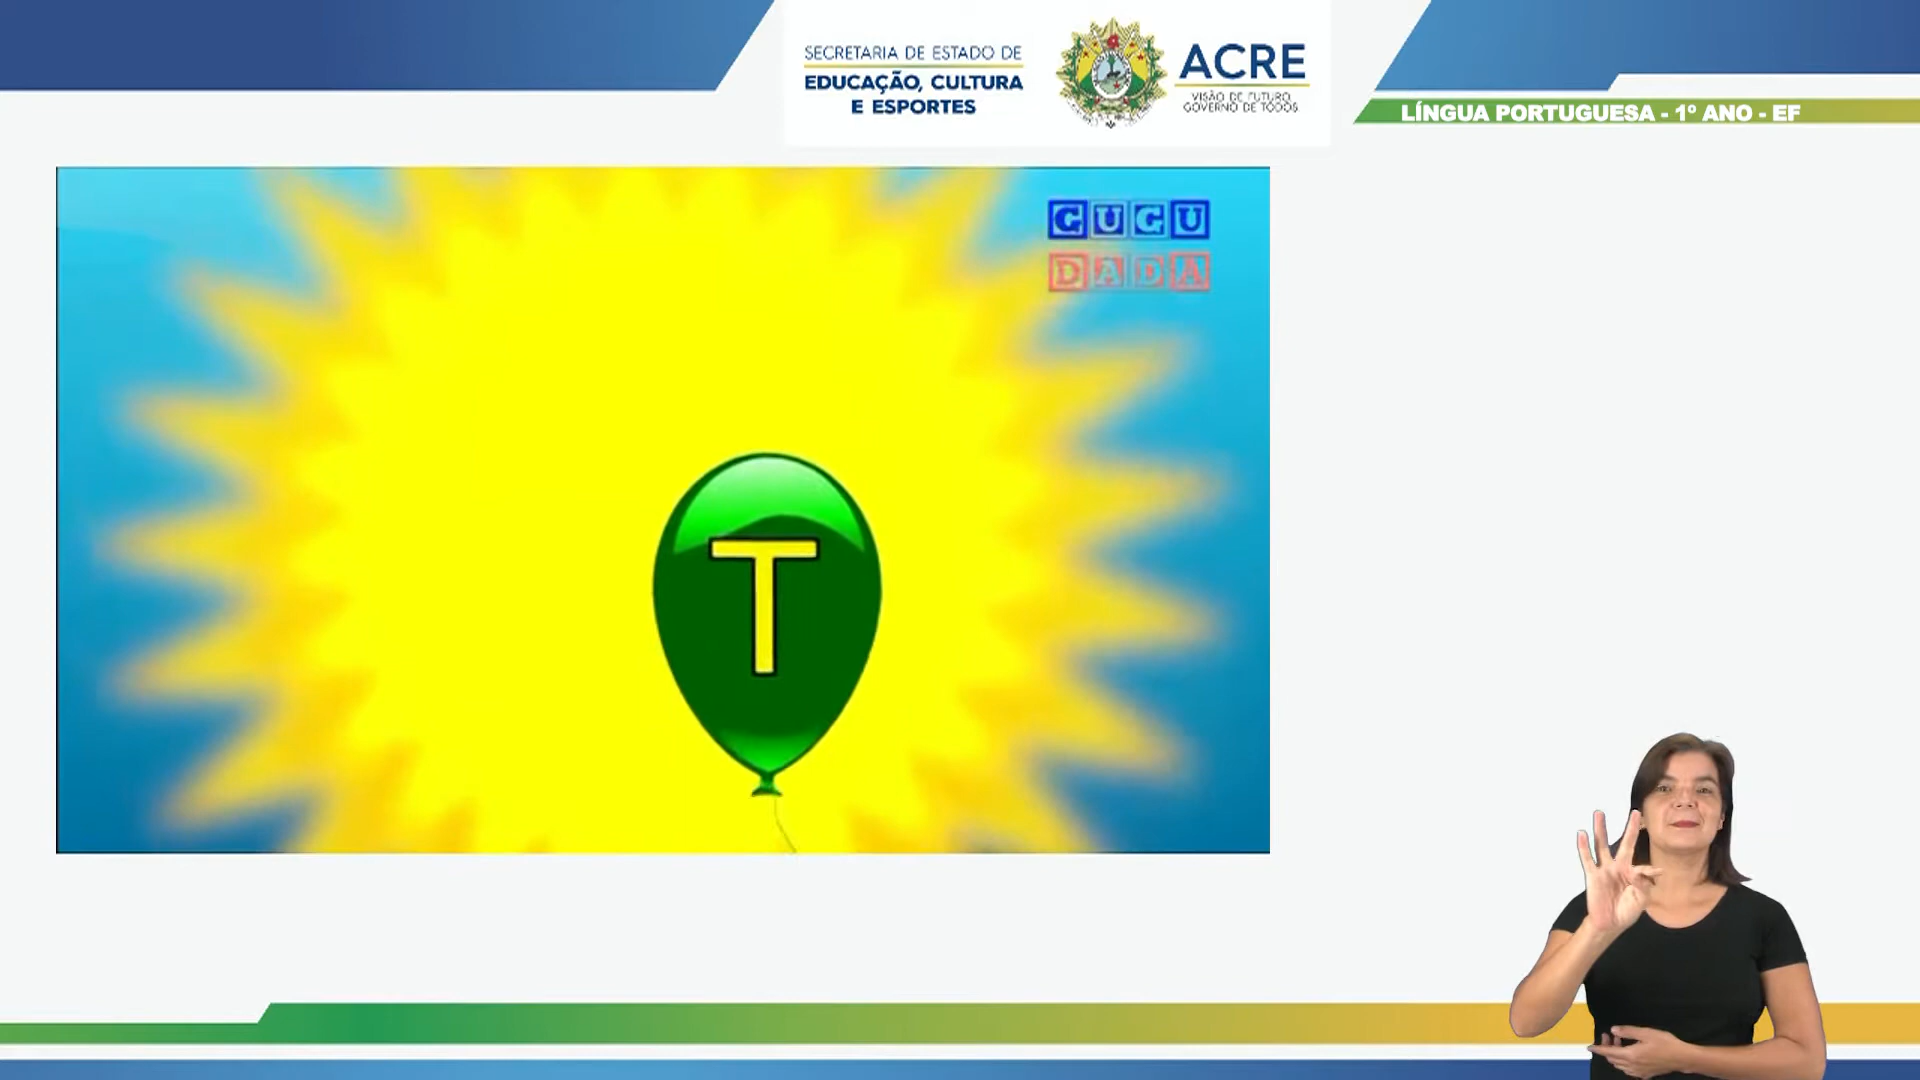 SECRETARIA DE ESTADO DE
EDUCAÇÃO, CULTURA
E ESPORTES
ACRE
VISÃO DE FUTURO,
GOVERNO DE TODOS
LÍNGUA PORTUGUESA - 1º ANO - EF
GUGU
DADA
T